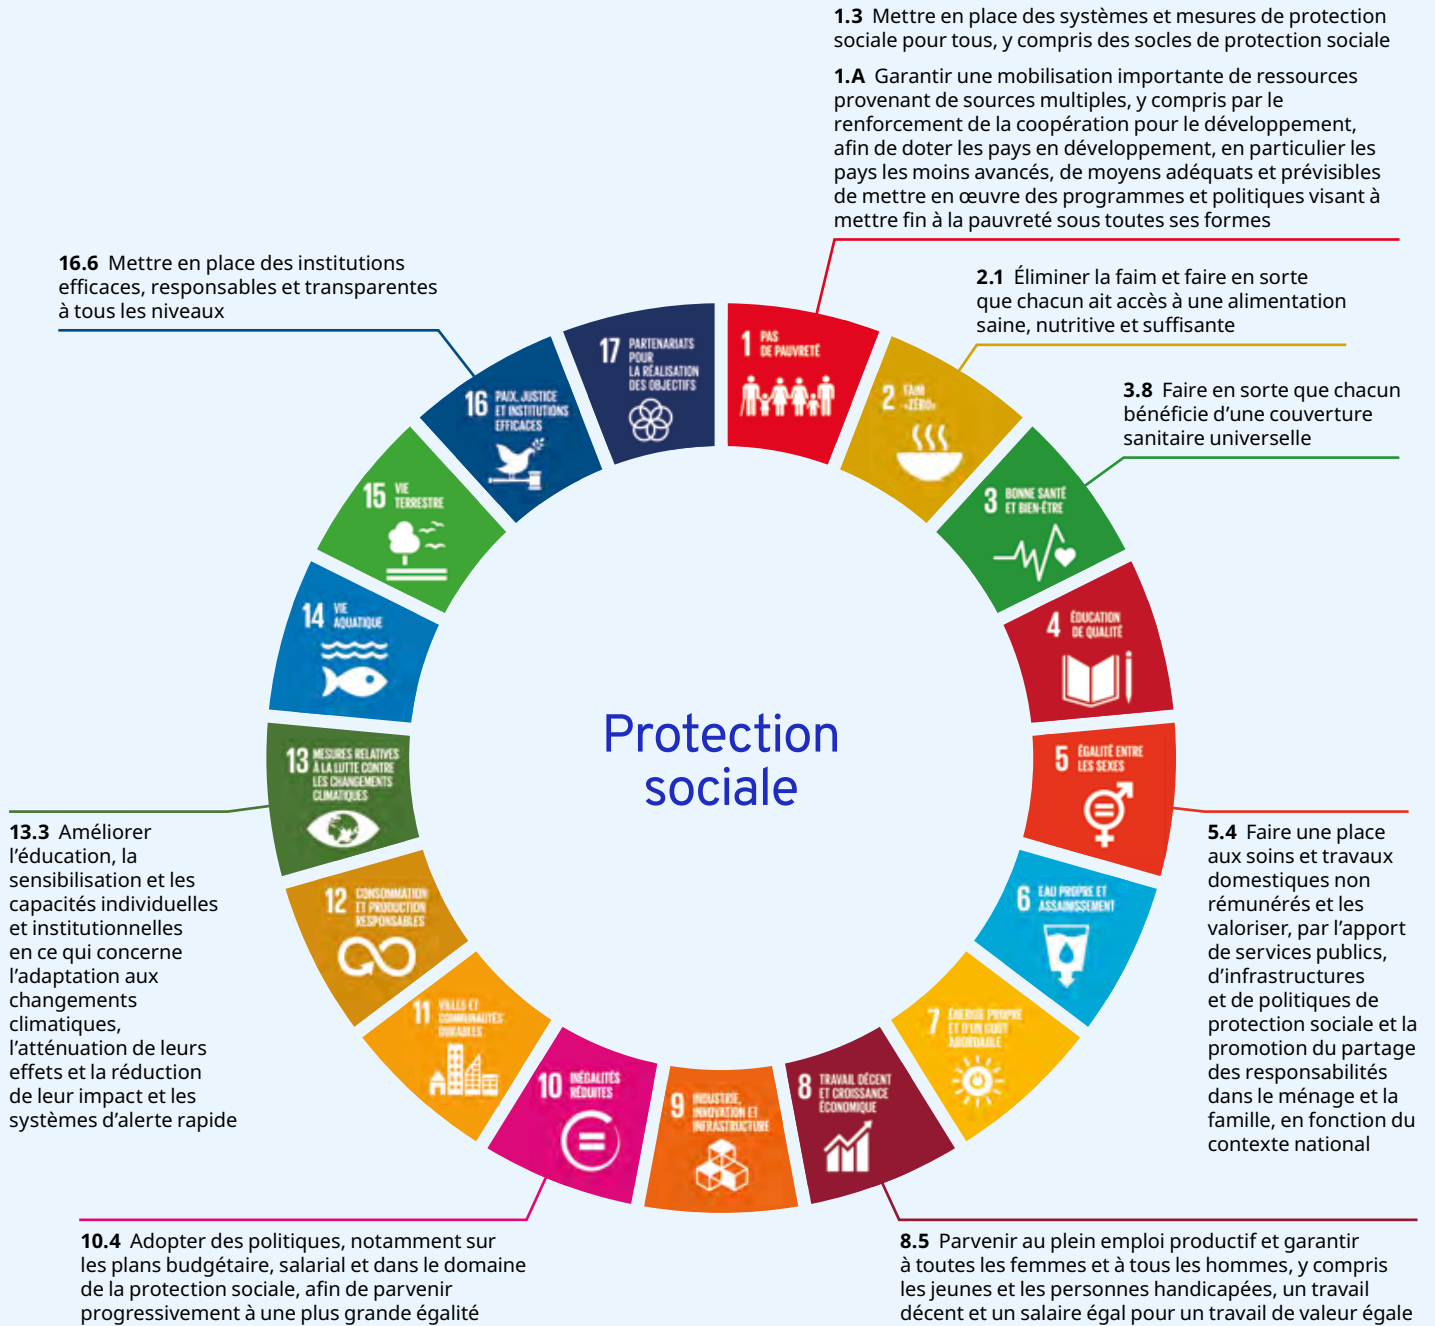 1.3 Mettre en place des systèmes et mesures de protection
sociale pour tous, y compris des socles de protection sociale
1.A Garantir une mobilisation importante de ressources
provenant de sources multiples, y compris par le
renforcement de la coopération pour le développement,
afin de doter les pays en développement, en particulier les
pays les moins avancés, de moyens adéquats et prévisibles
de mettre en œuvre des programmes et politiques visant à
mettre fin à la pauvreté sous toutes ses formes
16.6 Mettre en place des institutions
efficaces, responsables et transparentes
à tous les niveaux
2.1 Éliminer la faim et faire en sorte
que chacun ait accès à une alimentation
saine, nutritive et suffisante
3.8 Faire en sorte que chacun
bénéficie d'une couverture
sanitaire universelle
1 PAS
DE PAUVRETÉ
2 FAIM
«ZÉRO»
3 BONNE SANTÉ
ET BIEN-ÊTRE
4 ÉDUCATION
DE QUALITÉ
5 ÉGALITÉ ENTRE
LES SEXES
6 EAU PROPRE ET
ASSAINISSEMENT
7 ÉNERGIE PROPRE
ET D'UN COÛT
ABORDABLE
8 TRAVAIL DÉCENT
ET CROISSANCE
ÉCONOMIQUE
9 INDUSTRIE,
INNOVATION ET
INFRASTRUCTURE
10 INÉGALITÉS
RÉDUITES
11 VILLES ET
COMMUNAUTÉS
DURABLES
12 CONSOMMATION
ET PRODUCTION
RESPONSABLES
13 MESURES RELATIVES
À LA LUTTE CONTRE
LES CHANGEMENTS
CLIMATIQUES
14 VIE
AQUATIQUE
15 VIE
TERRESTRE
16 PAIX, JUSTICE
ET INSTITUTIONS
EFFICACES
17 PARTENARIATS
POUR
LA RÉALISATION
DES OBJECTIFS
Protection
sociale
13.3 Améliorer
l'éducation, la
sensibilisation et les
capacités individuelles
et institutionnelles
en ce qui concerne
l'adaptation aux
changements
climatiques,
l'atténuation de leurs
effets et la réduction
de leur impact et les
systèmes d'alerte rapide
5.4 Faire une place
aux soins et travaux
domestiques non
rémunérés et les
valoriser, par l'apport
de services publics,
d'infrastructures
et de politiques de
protection sociale et la
promotion du partage
des responsabilités
dans le ménage et la
famille, en fonction du
contexte national
10.4 Adopter des politiques, notamment sur
les plans budgétaire, salarial et dans le domaine
de la protection sociale, afin de parvenir
progressivement à une plus grande égalité
8.5 Parvenir au plein emploi productif et garantir
à toutes les femmes et à tous les hommes, y compris
les jeunes et les personnes handicapées, un travail
décent et un salaire égal pour un travail de valeur égale